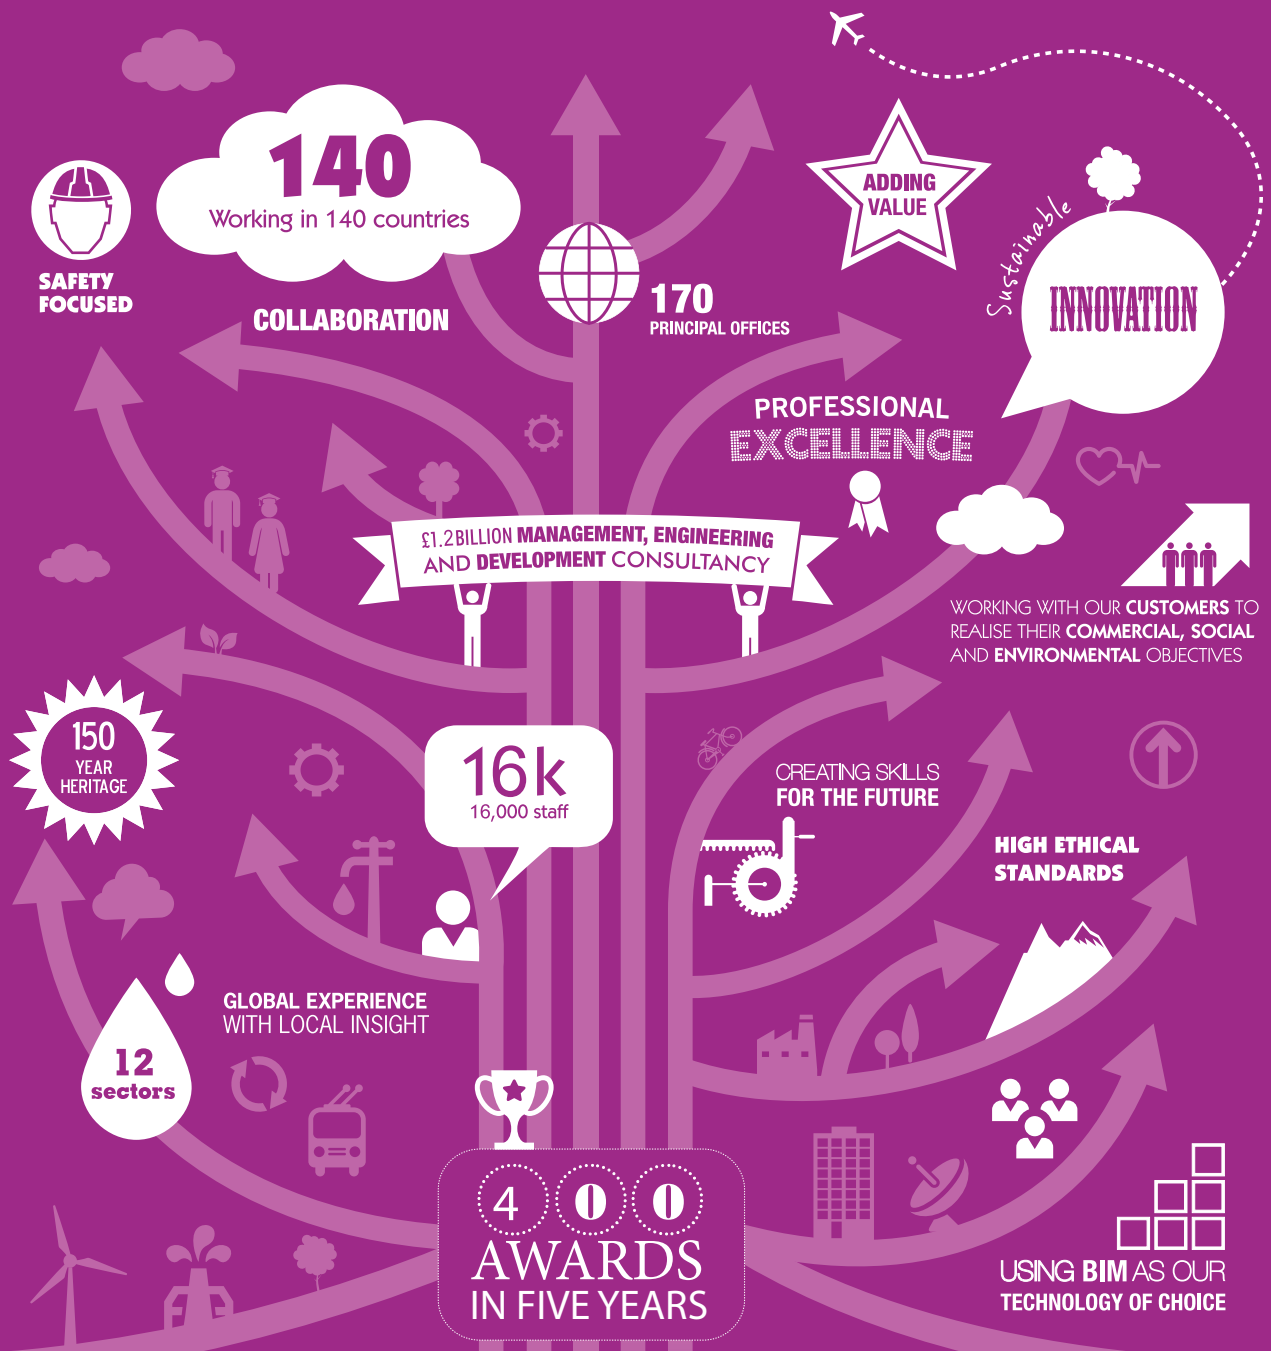 140
Working in 140 countries
SAFETY
FOCUSED
COLLABORATION
170
PRINCIPAL OFFICES
ADDING
VALUE
Sustainable
INNOVATION
PROFESSIONAL
EXCELLENCE
£1.2 BILLION MANAGEMENT, ENGINEERING
AND DEVELOPMENT CONSULTANCY
WORKING WITH OUR CUSTOMERS TO
REALISE THEIR COMMERCIAL, SOCIAL
AND ENVIRONMENTAL OBJECTIVES
150
YEAR
HERITAGE
16k
16,000 staff
CREATING SKILLS
FOR THE FUTURE
HIGH ETHICAL
STANDARDS
GLOBAL EXPERIENCE
WITH LOCAL INSIGHT
12
sectors
400
AWARDS
IN FIVE YEARS
USING BIM AS OUR
TECHNOLOGY OF CHOICE